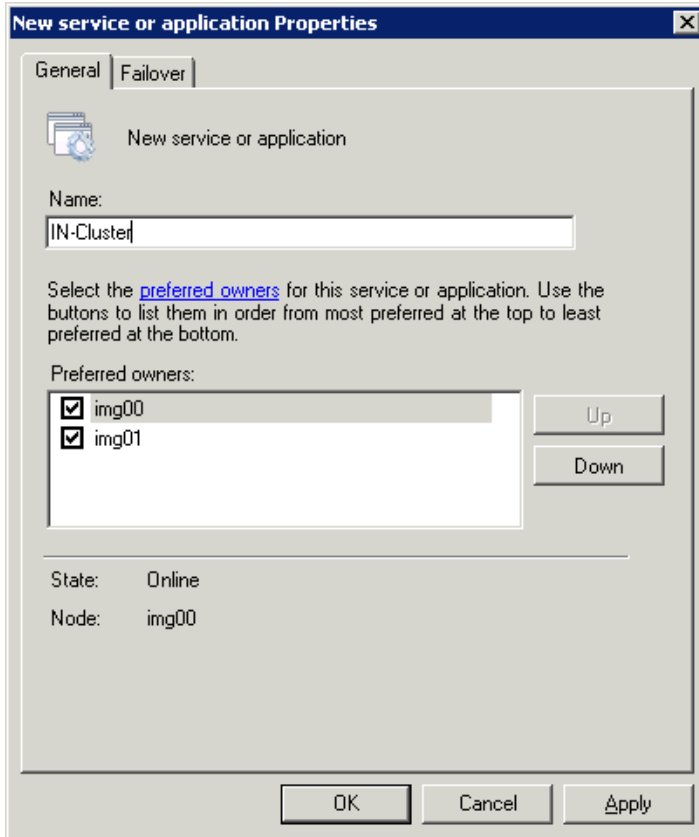 New service or application Properties
General
Failover
New service or application
Name:
IN-Cluster
Select the preferred owners for this service or application. Use the
buttons to list them in order from most preferred at the top to least
preferred at the bottom.
Preferred owners:
img00
img01
Up
Down
State: Online
Node: img00
OK
Cancel
Apply